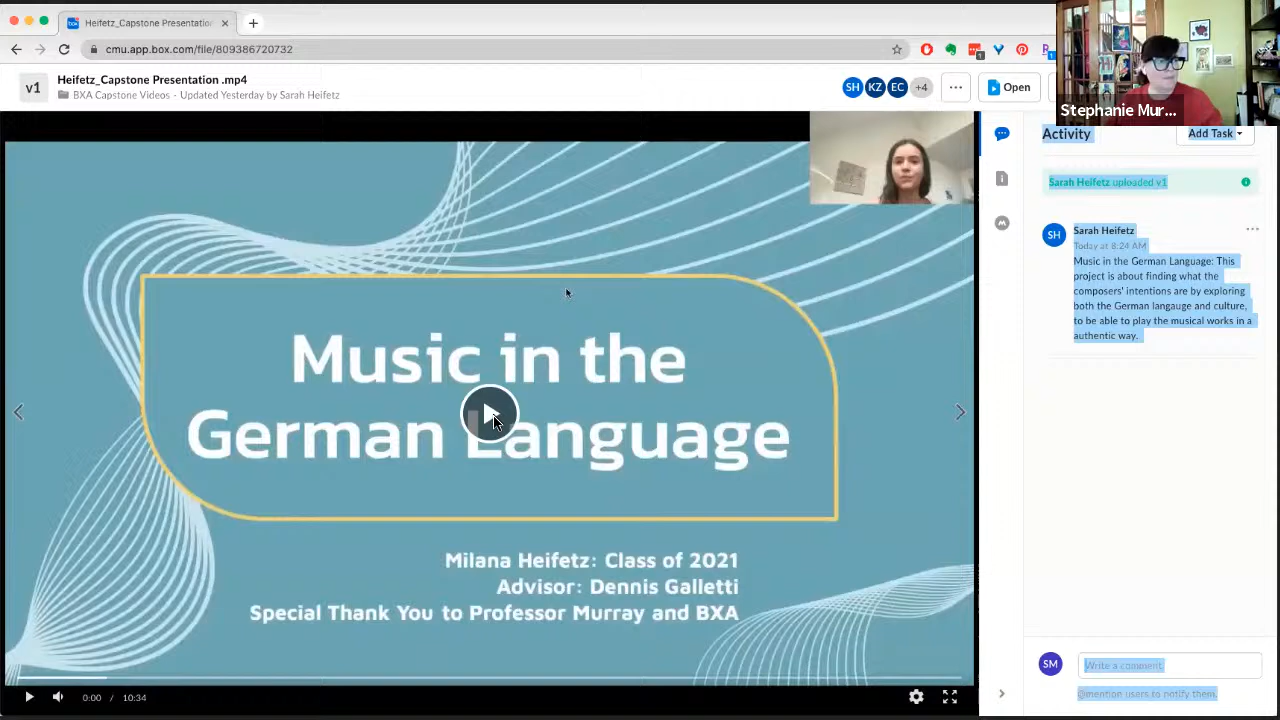 Heifetz_Capstone Presentation
cmu.app.box.com/file/809386720732
v1
Heifetz_Capstone Presentation .mp4
BXA Capstone Videos - Updated Yesterday by Sarah Heifetz
SH KZ EC +4
Open
Stephanie Mur...
Activity
Add Task
Sarah Heifetz uploaded v1
SH
Sarah Heifetz
Today at 8:24 AM
Music in the German Language: This
project is about finding what the
composers' intentions are by exploring
both the German langauge and culture,
to be able to play the musical works in a
authentic way.
Music in the
German Language
Milana Heifetz: Class of 2021
Advisor: Dennis Galletti
Special Thank You to Professor Murray and BXA
SM
Write a comment
@mention users to notify them.
0:00 / 10:34